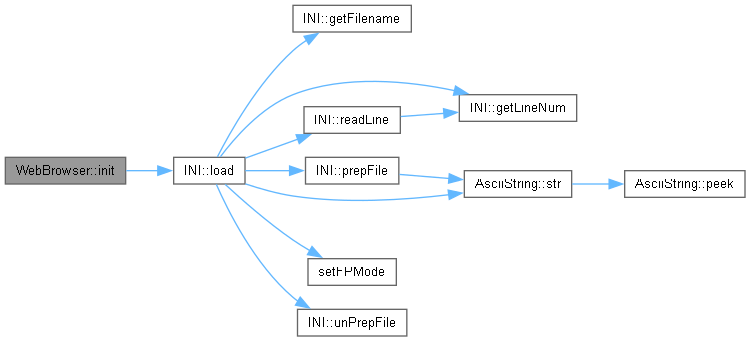 INI::getFilename
INI::getLineNum
INI::readLine
WebBrowser::init
INI::load
INI::prepFile
AsciiString::str
AsciiString::peek
setFPMode
INI::unPrepFile